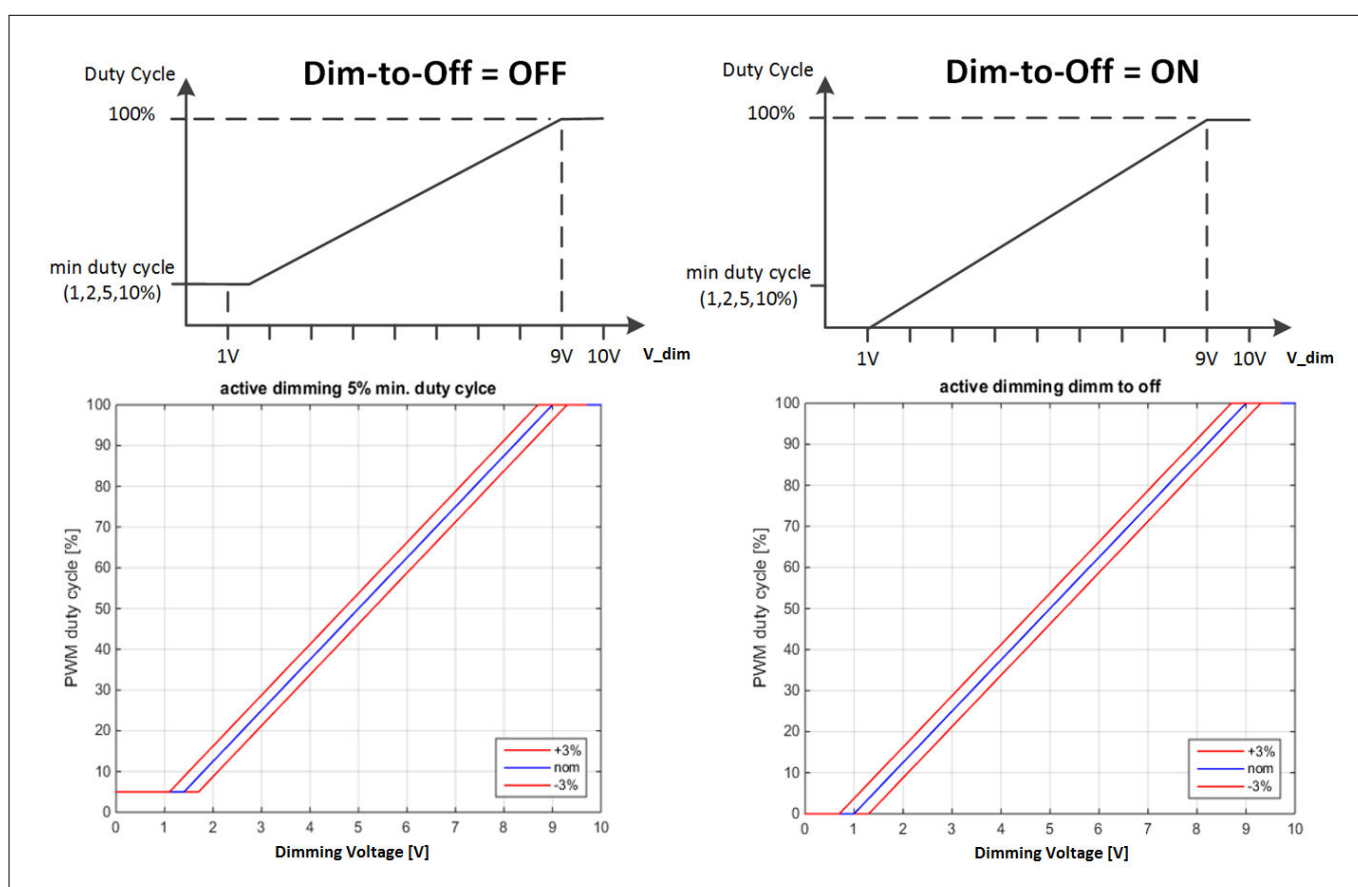 Dim-to-Off = OFF
Duty Cycle
100%
min duty cycle
(1,2,5,10%)
1V
9V
10V
V_dim
Dim-to-Off = ON
Duty Cycle
100%
min duty cycle
(1,2,5,10%)
1V
9V
10V
V_dim
active dimming 5% min. duty cylce
PWM duty cycle [%]
100
90
80
70
60
50
40
30
20
10
0
0 1 2 3 4 5 6 7 8 9 10
Dimming Voltage [V]
+3%
nom
-3%
active dimming dimm to off
PWM duty cycle [%]
100
90
80
70
60
50
40
30
20
10
0
0 1 2 3 4 5 6 7 8 9 10
Dimming Voltage [V]
+3%
nom
-3%